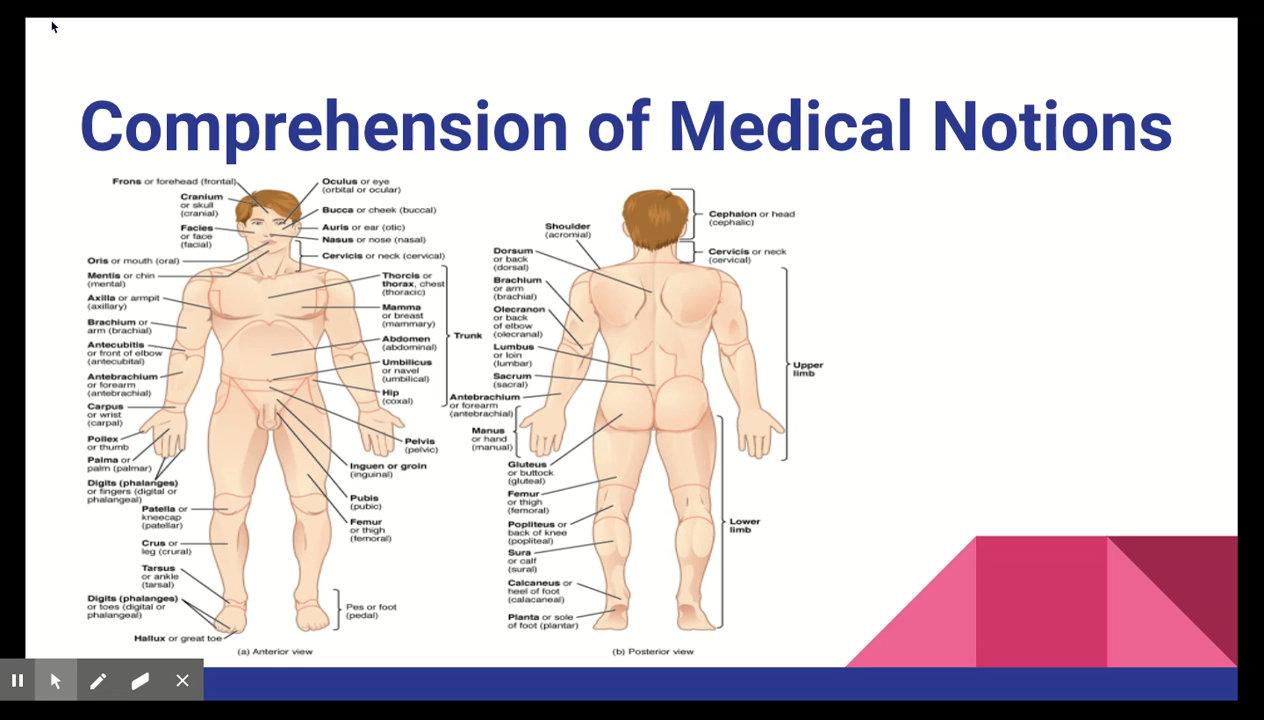 Comprehension of Medical Notions
Frons or forehead (frontal)
Cranium
or skull
(cranial)
Facies
or face
(facial)
Oris or mouth (oral)
Mentis or chin
(mental)
Axilla or armpit
(axillary)
Brachium or
arm (brachial)
Antecubitis
or front of elbow
(antecubital)
Antebrachium
or forearm
(antebrachial)
Carpus
or wrist
(carpal)
Pollex
or thumb
Palma or
palm (palmar)
Digits (phalanges)
or fingers (digital or
phalangeal)
Patella or
kneecap
(patellar)
Crus or
leg (crural)
Tarsus
or ankle
(tarsal)
Digits (phalanges)
or toes (digital or
phalangeal)
Hallux or great toe
Oculus or eye
(orbital or ocular)
Bucca or cheek (buccal)
Auris or ear (otic)
Nasus or nose (nasal)
Cervicis or neck (cervical)
Thorcis or
thorax, chest
(thoracic)
Mamma
or breast
(mammary)
Abdomen
(abdominal)
Umbilicus
or navel
(umbilical)
Hip
(coxal)
Trunk
Pelvis
(pelvic)
Inguen or groin
(inguinal)
Pubis
(pubic)
Femur
or thigh
(femoral)
Pes or foot
(pedal)
(a) Anterior view
Shoulder
(acromial)
Dorsum
or back
(dorsal)
Brachium
or arm
(brachial)
Olecranon
or back
of elbow
(olecranal)
Lumbus
or loin
(lumbar)
Sacrum
(sacral)
Antebrachium
or forearm
(antebrachial)
Manus
or hand
(manual)
Gluteus
or buttock
(gluteal)
Femur
or thigh
(femoral)
Popliteus or
back of knee
(popliteal)
Sura
or calf
(sural)
Calcaneus or
heel of foot
(calacaneal)
Planta or sole
of foot (plantar)
Cephalon or head
(cephalic)
Cervicis or neck
(cervical)
Upper
limb
Lower
limb
(b) Posterior view